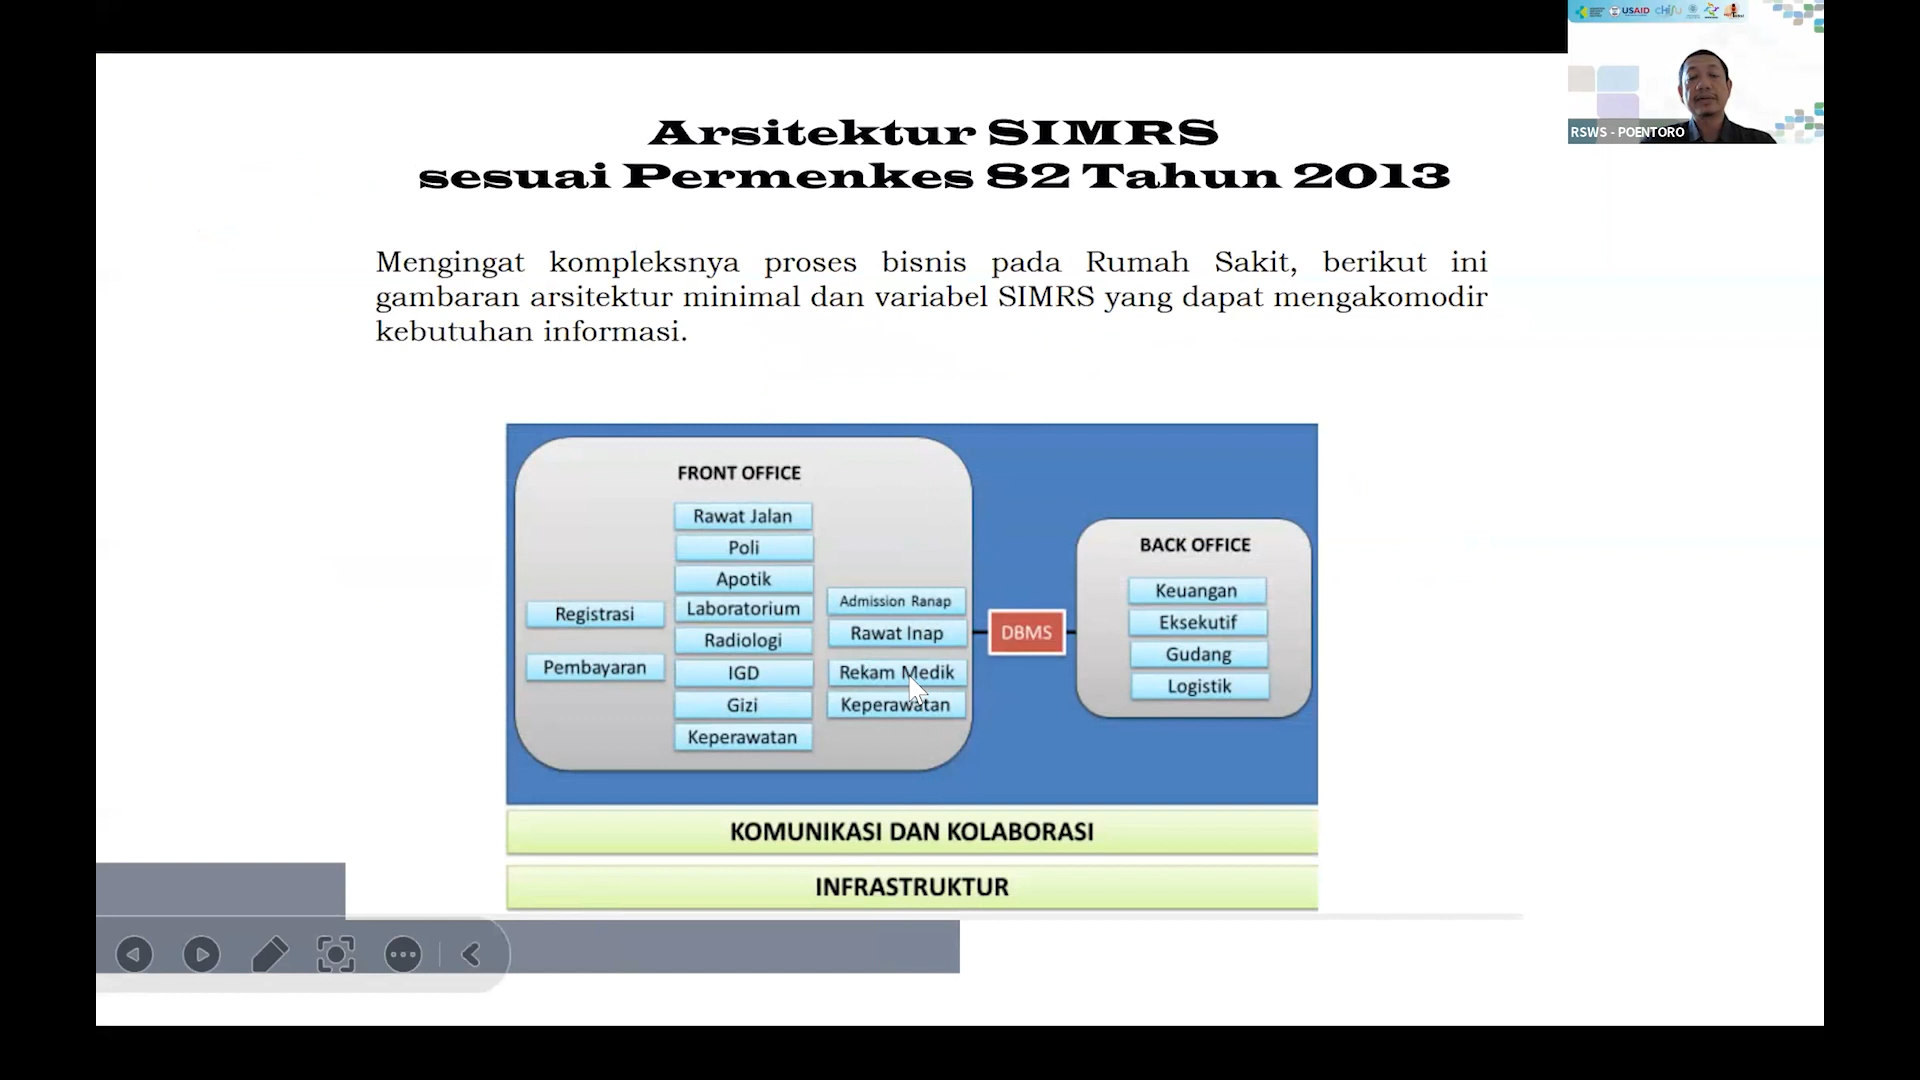 USAID
RSWS - POENTORO
Arsitektur SIMRS
sesuai Permenkes 82 Tahun 2013
Mengingat kompleksnya proses bisnis pada Rumah Sakit, berikut ini
gambaran arsitektur minimal dan variabel SIMRS yang dapat mengakomodir
kebutuhan informasi.
FRONT OFFICE
Registrasi
Pembayaran
Rawat Jalan
Poli
Apotik
Laboratorium
Radiologi
IGD
Gizi
Keperawatan
Admission Ranap
Rawat Inap
Rekam Medik
Keperawatan
DBMS
BACK OFFICE
Keuangan
Eksekutif
Gudang
Logistik
KOMUNIKASI DAN KOLABORASI
INFRASTRUKTUR